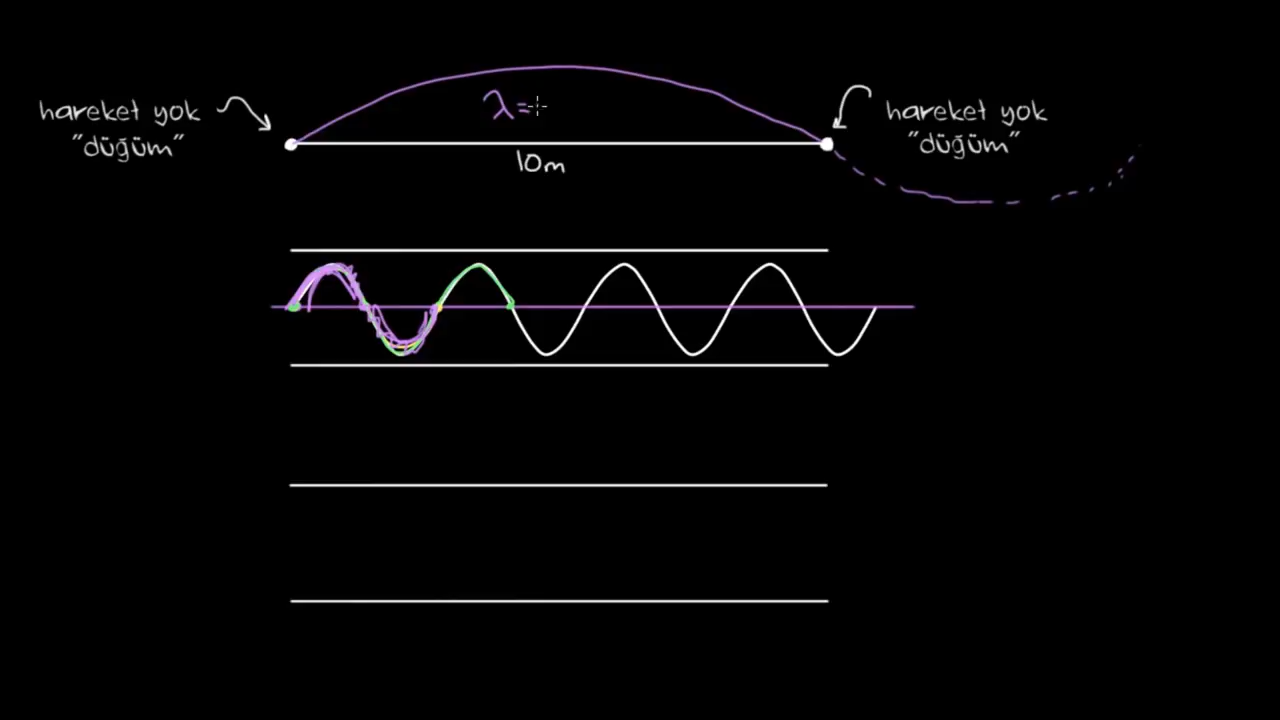 hareket yok
"düğüm"
λ=
10m
hareket yok
"düğüm"